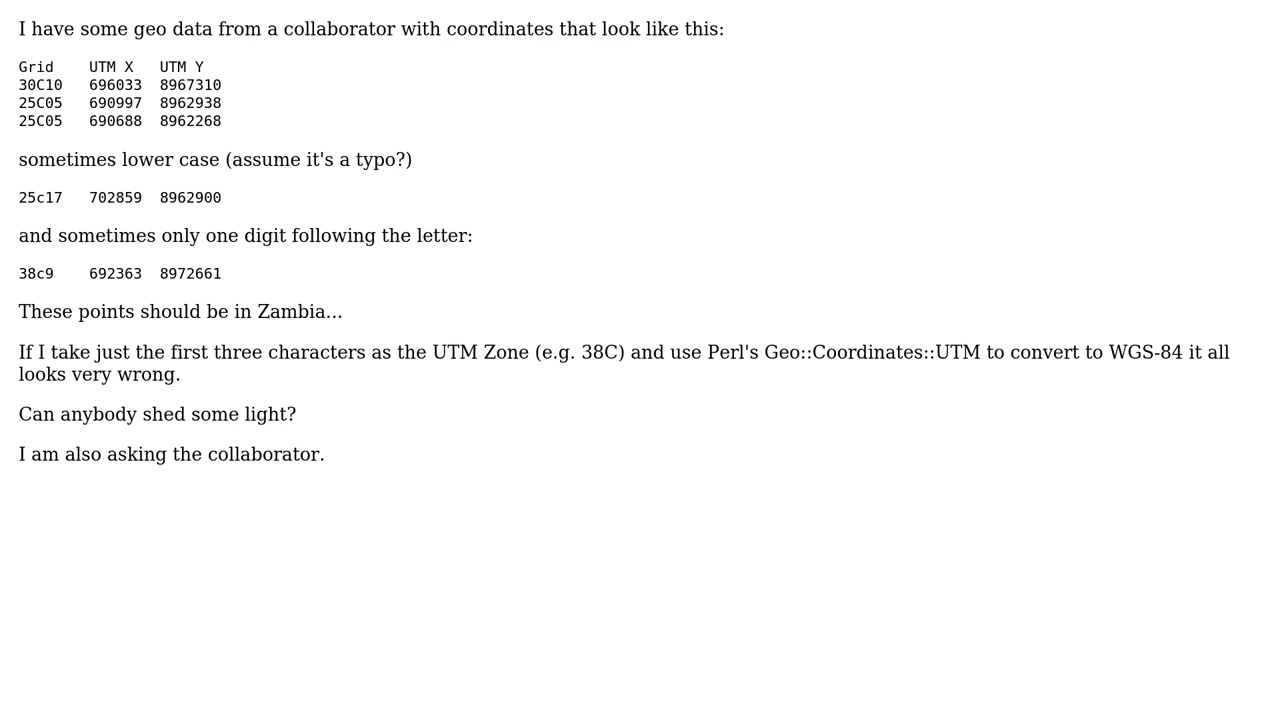 I have some geo data from a collaborator with coordinates that look like this:
Grid    UTM X   UTM Y
30C10   696033  8967310
25C05   690997  8962938
25C05   690688  8962268
sometimes lower case (assume it's a typo?)
25c17   702859  8962900
and sometimes only one digit following the letter:
38c9    692363  8972661
These points should be in Zambia...
If I take just the first three characters as the UTM Zone (e.g. 38C) and use Perl's Geo::Coordinates::UTM to convert to WGS-84 it all
looks very wrong.
Can anybody shed some light?
I am also asking the collaborator.